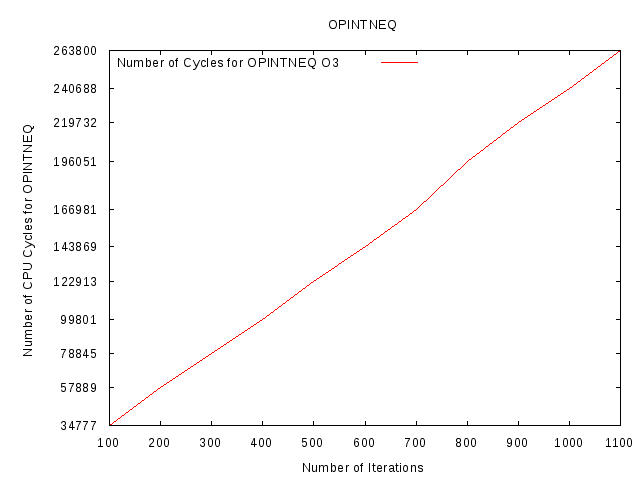 OPINTNEQ
Number of Cycles for OPINTNEQ O3
Number of CPU Cycles for OPINTNEQ
263800
240688
219732
196051
166981
143869
122913
99801
78845
57889
34777
100 200 300 400 500 600 700 800 900 1000 1100
Number of Iterations